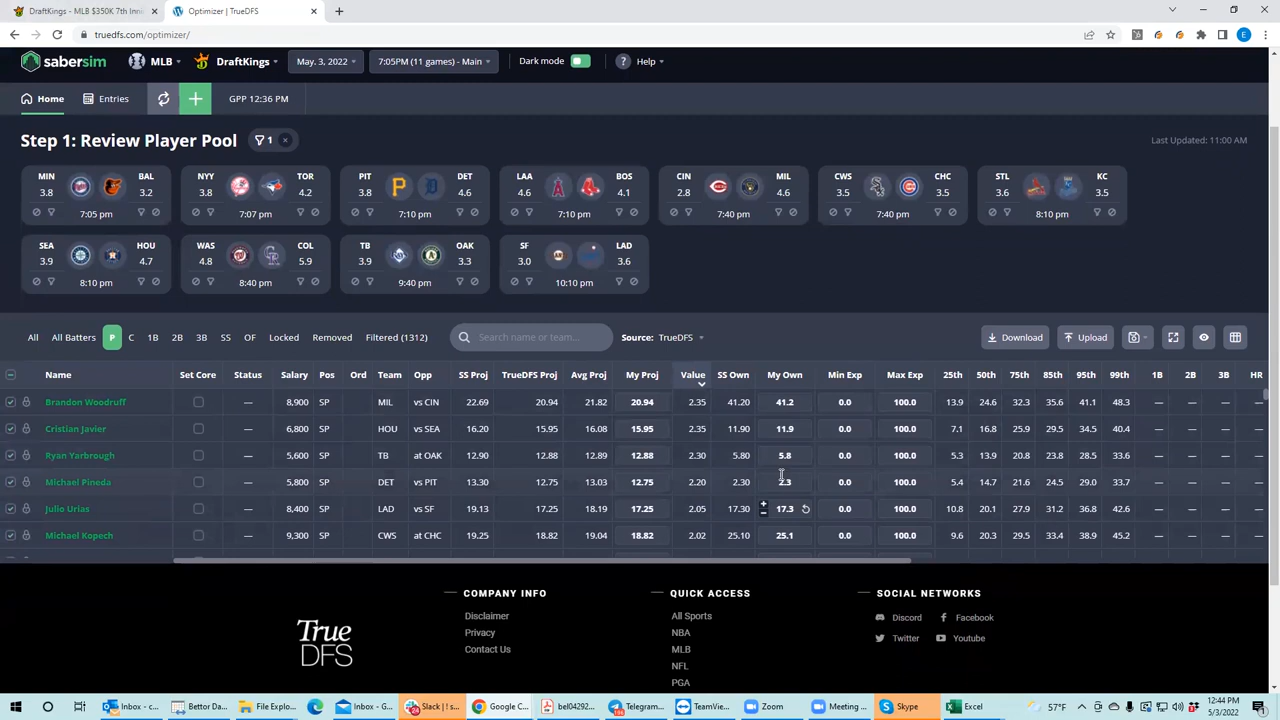 DraftKings - MLB $350K 7th Inni × Optimizer | TrueDFS × +
truedfs.com/optimizer/ E
sabersim MLB DraftKings May. 3, 2022 7:05PM (11 games) - Main Dark mode ? Help
Home Entries + GPP 12:36 PM
Step 1: Review Player Pool 1 × Last Updated: 11:00 AM
MIN BAL NYY TOR PIT DET LAA BOS CIN MIL CWS CHC STL KC
3.8 3.2 3.8 4.2 3.8 4.6 4.6 4.1 2.8 4.6 3.5 3.5 3.6 3.5
7:05 pm 7:07 pm 7:10 pm 7:10 pm 7:40 pm 7:40 pm 8:10 pm
SEA HOU WAS COL TB OAK SF LAD
3.9 4.7 4.8 5.9 3.9 3.3 3.0 3.6
8:10 pm 8:40 pm 9:40 pm 10:10 pm
All All Batters P C 1B 2B 3B SS OF Locked Removed Filtered (1312) Search name or team... Source: TrueDFS Download Upload
Name Set Core Status Salary Pos Ord Team Opp SS Proj TrueDFS Proj Avg Proj My Proj Value SS Own My Own Min Exp Max Exp 25th 50th 75th 85th 95th 99th 1B 2B 3B HR
Brandon Woodruff — 8,900 SP MIL vs CIN 22.69 20.94 21.82 20.94 2.35 41.20 41.2 0.0 100.0 13.9 24.6 32.3 35.6 41.1 48.3 — — — —
Cristian Javier — 6,800 SP HOU vs SEA 16.20 15.95 16.08 15.95 2.35 11.90 11.9 0.0 100.0 7.1 16.8 25.9 29.5 34.5 40.4 — — — —
Ryan Yarbrough — 5,600 SP TB at OAK 12.90 12.88 12.89 12.88 2.30 5.80 5.8 0.0 100.0 5.3 13.9 20.8 23.8 28.5 33.6 — — — —
Michael Pineda — 5,800 SP DET vs PIT 13.30 12.75 13.03 12.75 2.20 2.30 2.3 0.0 100.0 5.4 14.7 21.6 24.5 29.0 33.7 — — — —
Julio Urias — 8,400 SP LAD vs SF 19.13 17.25 18.19 17.25 2.05 17.30 17.3 0.0 100.0 10.8 20.1 27.9 31.2 36.8 42.6 — — — —
Michael Kopech — 9,300 SP CWS at CHC 19.25 18.82 19.04 18.82 2.02 25.10 25.1 0.0 100.0 9.6 20.3 29.5 33.4 38.9 45.2 — — — —
COMPANY INFO QUICK ACCESS SOCIAL NETWORKS
Disclaimer All Sports Discord Facebook
Privacy NBA Twitter Youtube
Contact Us MLB
NFL
PGA
True
DFS
Inbox - c... Bettor Da... File Explo... Inbox - G... Slack | ! s... Google C... bel04292... Telegram... TeamVie... Zoom Meeting ... Skype Excel 57°F 12:44 PM
5/3/2022